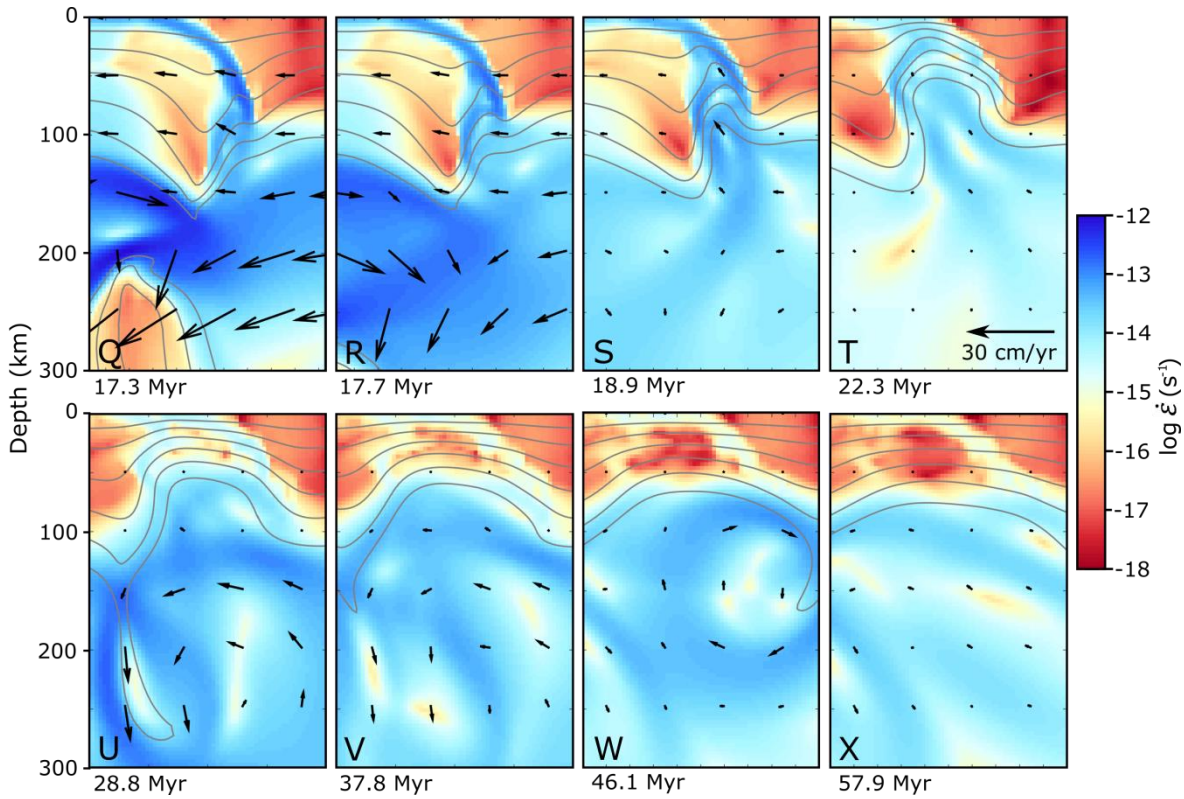 0
100
200
300
Depth (km)
Q
R
S
T
30 cm/yr
17.3 Myr
17.7 Myr
18.9 Myr
22.3 Myr
0
100
200
300
U
V
W
X
28.8 Myr
37.8 Myr
46.1 Myr
57.9 Myr
-12
-13
-14
-15
-16
-17
-18
log ε̇ (s⁻¹)